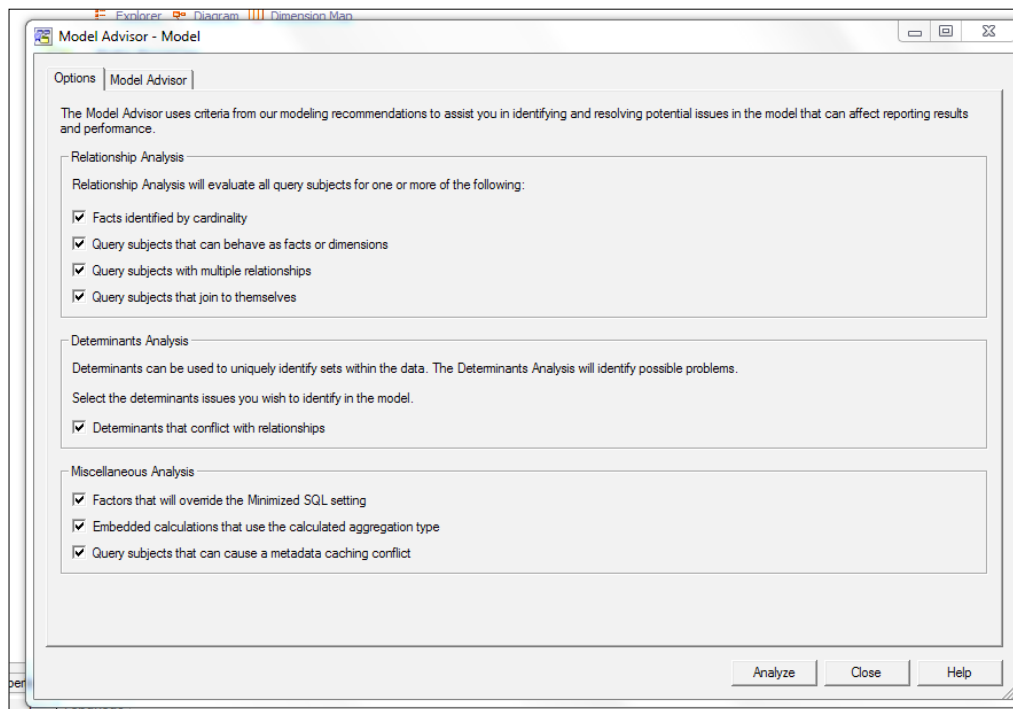 Explorer Diagram Dimension Map
Model Advisor - Model
Options Model Advisor
The Model Advisor uses criteria from our modeling recommendations to assist you in identifying and resolving potential issues in the model that can affect reporting results
and performance.
Relationship Analysis
Relationship Analysis will evaluate all query subjects for one or more of the following:
Facts identified by cardinality
Query subjects that can behave as facts or dimensions
Query subjects with multiple relationships
Query subjects that join to themselves
Determinants Analysis
Determinants can be used to uniquely identify sets within the data. The Determinants Analysis will identify possible problems.
Select the determinants issues you wish to identify in the model.
Determinants that conflict with relationships
Miscellaneous Analysis
Factors that will override the Minimized SQL setting
Embedded calculations that use the calculated aggregation type
Query subjects that can cause a metadata caching conflict
Analyze Close Help